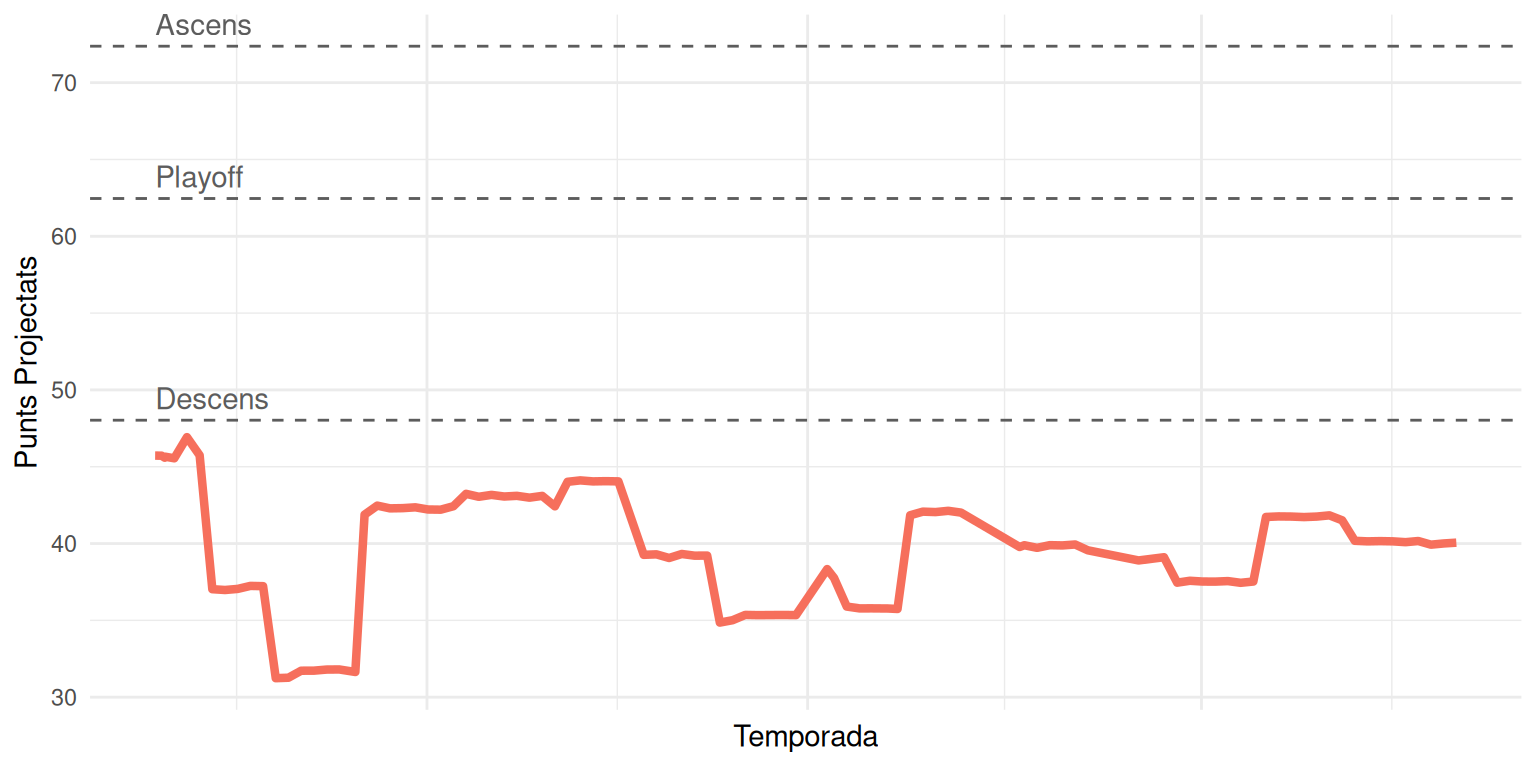 Ascens
70
Playoff
60
Punts Projectats
50
Descens
40
30
Temporada